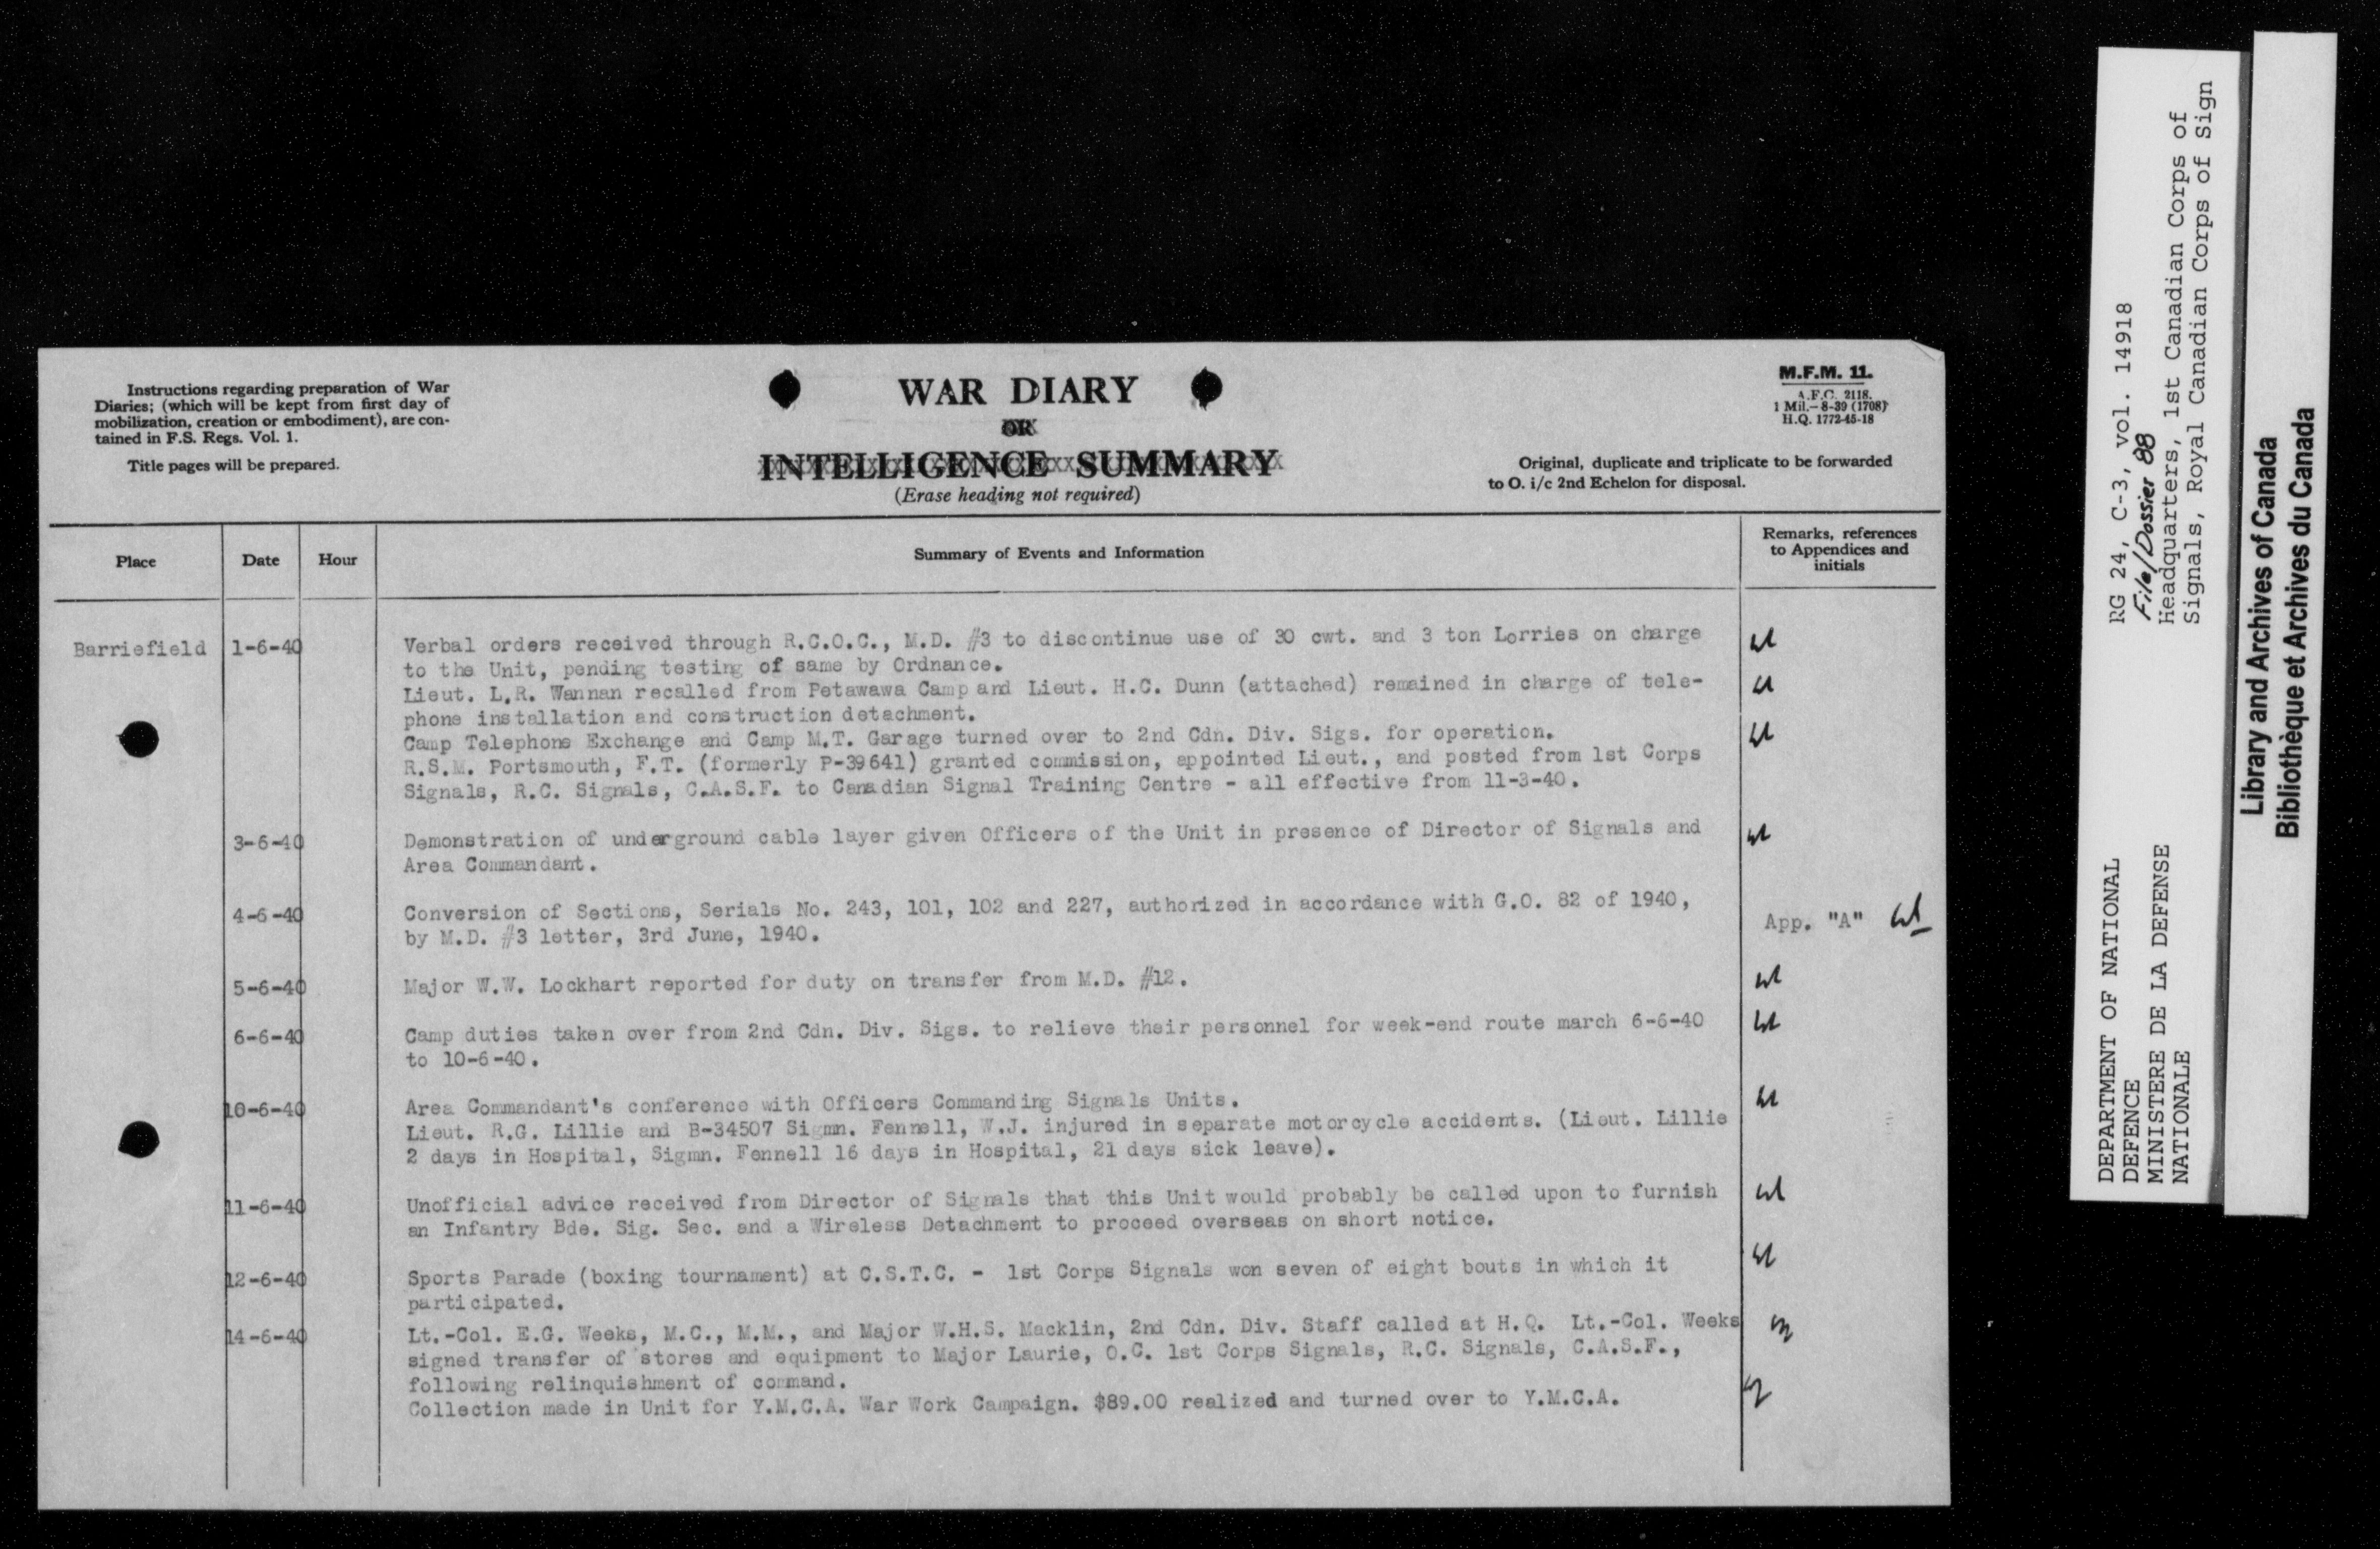 Instructions regarding preparation of War
Diaries; (which will be kept from first day of
mobilization, creation or embodiment), are con-
tained in F.S. Regs. Vol. 1.
Title pages will be prepared.
WAR DIARY
OR
INTELLIGENCE SUMMARY
(Erase heading not required)
M.F.M. 11.
A.F.C. 2118.
1 Mil.—8-39 (1708)
H.Q. 1772-45-18
Original, duplicate and triplicate to be forwarded
to O. i/c 2nd Echelon for disposal.
Place Date Hour Summary of Events and Information Remarks, references
to Appendices and
initials
Barriefield 1-6-40 Verbal orders received through R.C.O.C., M.D. #3 to discontinue use of 30 cwt. and 3 ton Lorries on charge
to the Unit, pending testing of same by Ordnance.
Lieut. L.R. Wannan recalled from Petawawa Camp and Lieut. H.C. Dunn (attached) remained in charge of tele-
phone installation and construction detachment.
Camp Telephone Exchange and Camp M.T. Garage turned over to 2nd Cdn. Div. Sigs. for operation.
R.S.M. Portsmouth, F.T. (formerly P-39641) granted commission, appointed Lieut., and posted from 1st Corps
Signals, R.C. Signals, C.A.S.F. to Canadian Signal Training Centre - all effective from 11-3-40.
3-6-40 Demonstration of underground cable layer given Officers of the Unit in presence of Director of Signals and
Area Commandant.
4-6-40 Conversion of Sections, Serials No. 243, 101, 102 and 227, authorized in accordance with G.O. 82 of 1940,
by M.D. #3 letter, 3rd June, 1940.
App. "A"
5-6-40 Major W.W. Lockhart reported for duty on transfer from M.D. #12.
6-6-40 Camp duties taken over from 2nd Cdn. Div. Sigs. to relieve their personnel for week-end route march 6-6-40
to 10-6-40.
10-6-40 Area Commandant's conference with Officers Commanding Signals Units.
Lieut. R.G. Lillie and B-34507 Sigmn. Fennell, W.J. injured in separate motorcycle accidents. (Lieut. Lillie
2 days in Hospital, Sigmn. Fennell 16 days in Hospital, 21 days sick leave).
11-6-40 Unofficial advice received from Director of Signals that this Unit would probably be called upon to furnish
an Infantry Bde. Sig. Sec. and a Wireless Detachment to proceed overseas on short notice.
12-6-40 Sports Parade (boxing tournament) at C.S.T.C. - 1st Corps Signals won seven of eight bouts in which it
participated.
14-6-40 Lt.-Col. E.G. Weeks, M.C., M.M., and Major W.H.S. Macklin, 2nd Cdn. Div. Staff called at H.Q. Lt.-Col. Weeks
signed transfer of stores and equipment to Major Laurie, O.C. 1st Corps Signals, R.C. Signals, C.A.S.F.,
following relinquishment of command.
Collection made in Unit for Y.M.C.A. War Work Campaign. $89.00 realized and turned over to Y.M.C.A.
DEPARTMENT OF NATIONAL
DEFENCE
MINISTERE DE LA DEFENSE
NATIONALE
RG 24, C-3, vol. 14918
File/Dossier 88
Headquarters, 1st Canadian Corps of
Signals, Royal Canadian Corps of Sign
Library and Archives of Canada
Bibliothèque et Archives du Canada